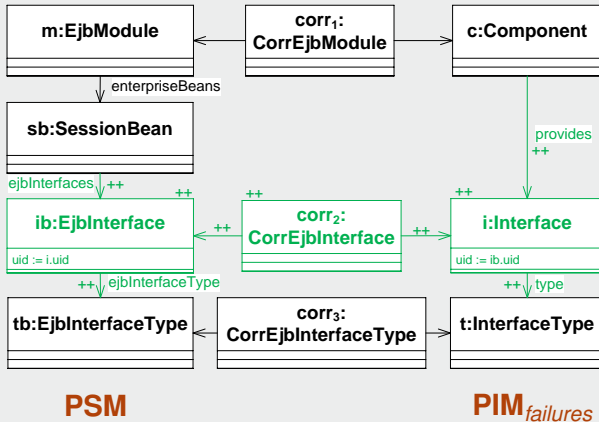 m:EjbModule
corr1:
CorrEjbModule
c:Component
enterpriseBeans
sb:SessionBean
provides
++
ejbInterfaces
++
++
++
ib:EjbInterface
++
corr2:
CorrEjbInterface
++
++
i:Interface
uid := i.uid
uid := ib.uid
++
ejbInterfaceType
++
type
tb:EjbInterfaceType
corr3:
CorrEjbInterfaceType
t:InterfaceType
PSM
PIMfailures